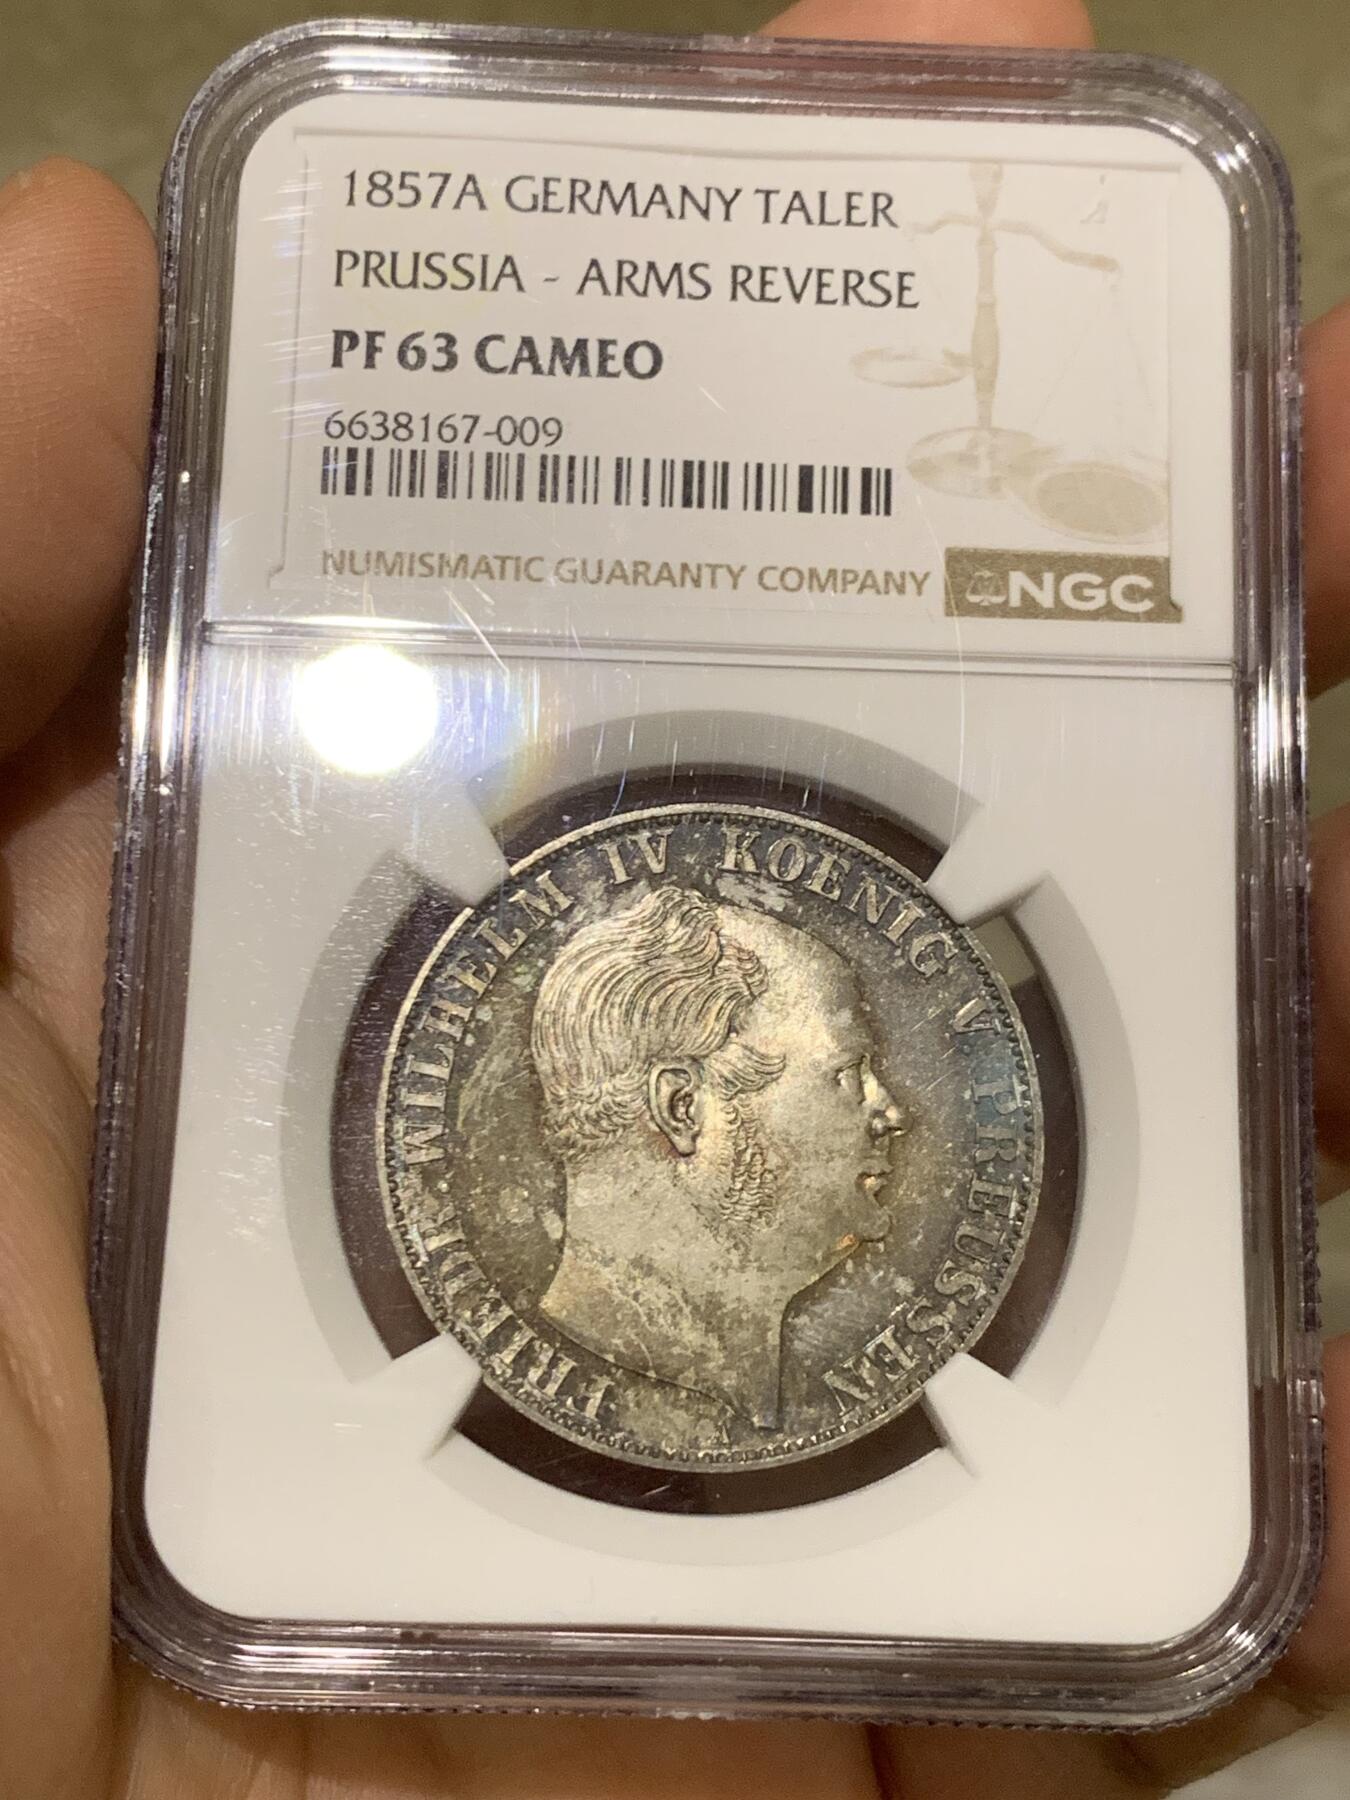 1857A GERMANY TALER
PRUSSIA - ARMS REVERSE
PF 63 CAMEO
6638167-009
NUMISMATIC GUARANTY COMPANY NGC
FRIEDR. WILHELM IV KOENIG V. PREUSSEN
A